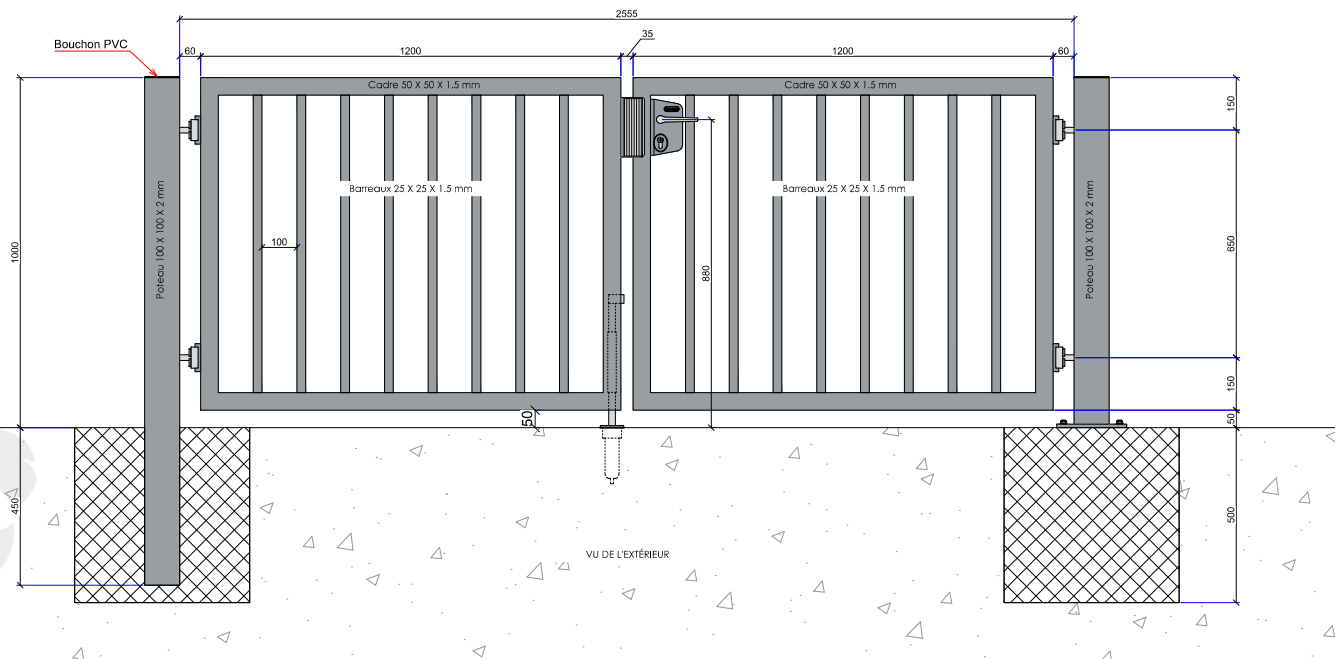 2555
Bouchon PVC
60
1200
35
1200
60
Cadre 50 X 50 X 1.5 mm
Cadre 50 X 50 X 1.5 mm
150
Barreaux 25 X 25 X 1.5 mm
Barreaux 25 X 25 X 1.5 mm
Poteau 100 X 100 X 2 mm
Poteau 100 X 100 X 2 mm
1000
100
880
650
150
50
50
450
500
VU DE L'EXTÉRIEUR